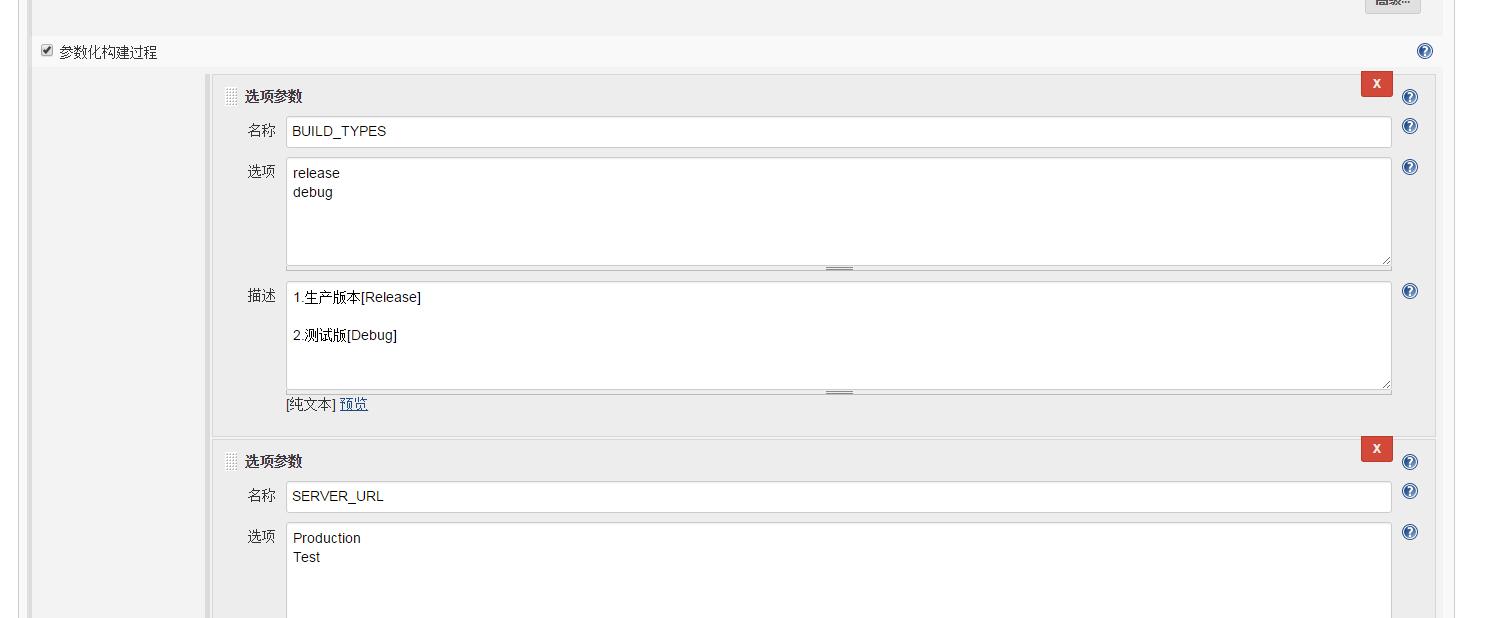 高级...
参数化构建过程
选项参数
X
名称
BUILD_TYPES
选项
release
debug
描述
1.生产版本[Release]
2.测试版[Debug]
[纯文本] 预览
选项参数
X
名称
SERVER_URL
选项
Production
Test